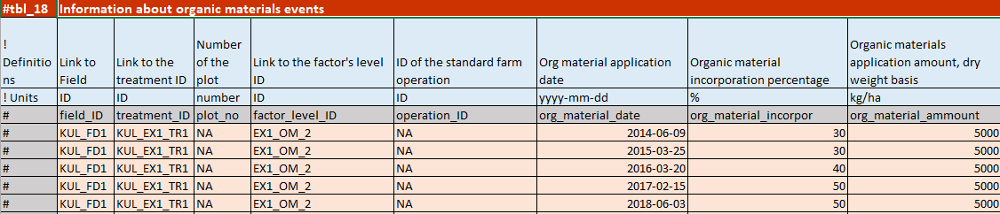 #tbl_18 Information about organic materials events
! Definitio ns Link to Field Link to the treatment ID Number of the plot Link to the factor's level ID ID of the standard farm operation Org material application date Organic material incorporation percentage Organic materials application amount, dry weight basis
! Units ID ID number ID ID yyyy-mm-dd % kg/ha
# field_ID treatment_ID plot_no factor_level_ID operation_ID org_material_date org_material_incorpor org_material_ammount
# KUL_FD1 KUL_EX1_TR1 NA EX1_OM_2 NA 2014-06-09 30 5000
# KUL_FD1 KUL_EX1_TR1 NA EX1_OM_2 NA 2015-03-25 30 5000
# KUL_FD1 KUL_EX1_TR1 NA EX1_OM_2 NA 2016-03-20 40 5000
# KUL_FD1 KUL_EX1_TR1 NA EX1_OM_2 NA 2017-02-15 50 5000
# KUL_FD1 KUL_EX1_TR1 NA EX1_OM_2 NA 2018-06-03 50 5000